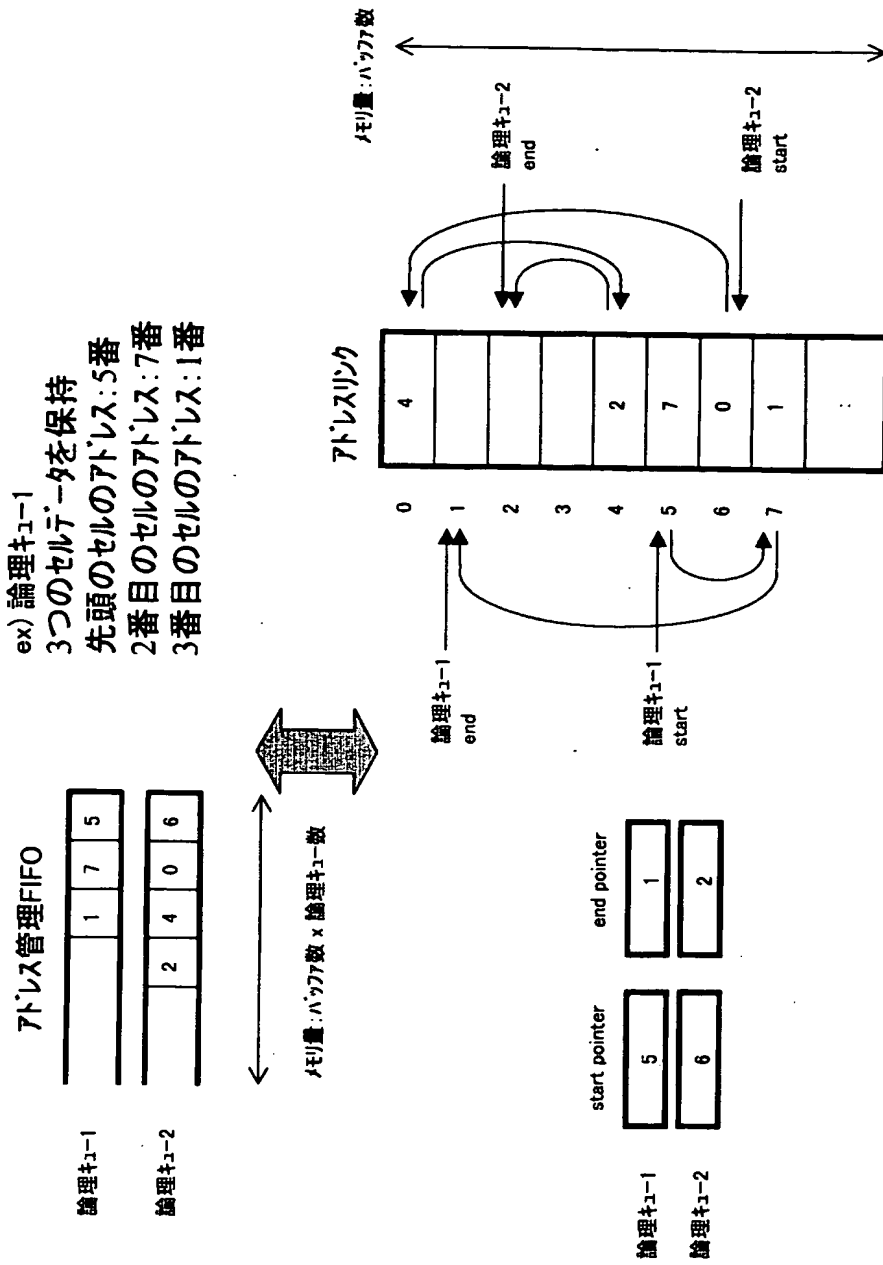 アドレス管理FIFO
論理キュー1
1 7 5
論理キュー2
2 4 0 6
メモリ量:バッファ数 x 論理キュー数
ex) 論理キュー1
3つのセルデータを保持
先頭のセルのアドレス:5番
2番目のセルのアドレス:7番
3番目のセルのアドレス:1番
start pointer
end pointer
論理キュー1
5
1
論理キュー2
6
2
アドレスリンク
0 4
1
2
3
4 2
5 7
6 0
7 1
:
論理キュー1
end
論理キュー1
start
論理キュー2
end
論理キュー2
start
メモリ量:バッファ数